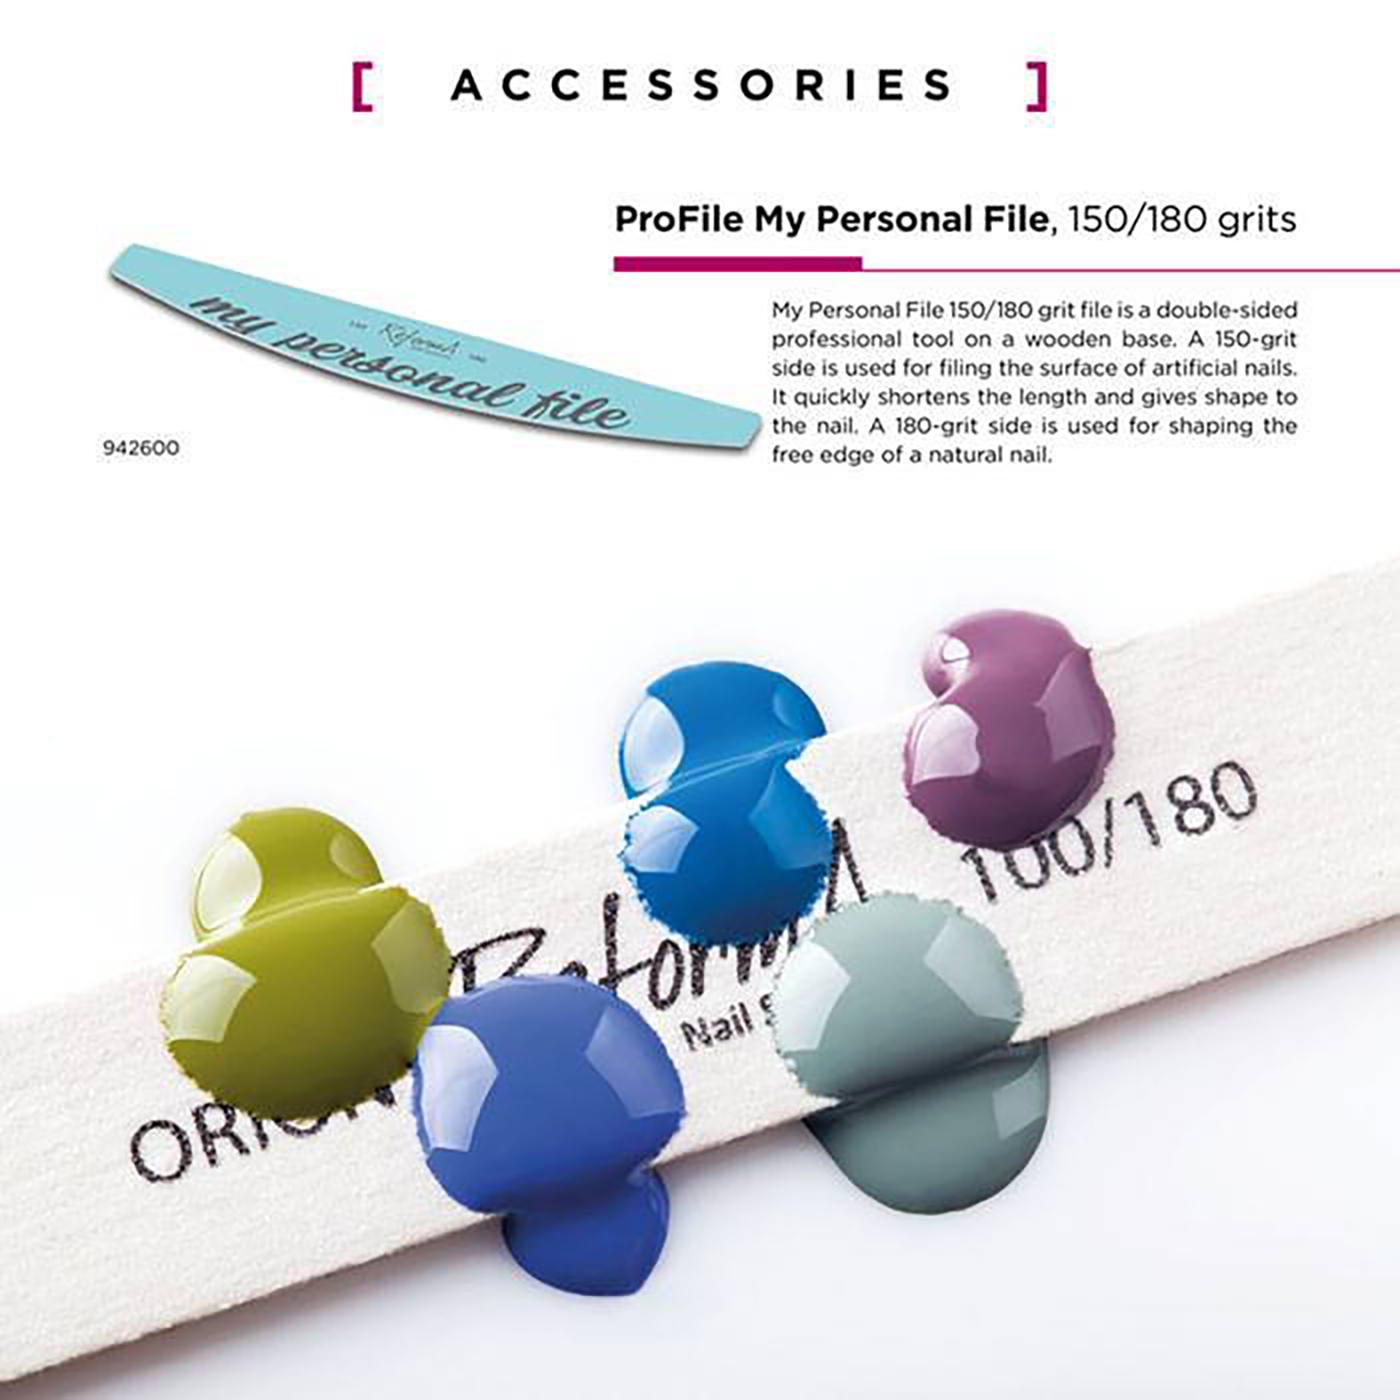 [ ACCESSORIES ]
ProFile My Personal File, 150/180 grits
my personal file
ReformA
942600
My Personal File 150/180 grit file is a double-sided
professional tool on a wooden base. A 150-grit
side is used for filing the surface of artificial nails.
It quickly shortens the length and gives shape to
the nail. A 180-grit side is used for shaping the
free edge of a natural nail.
100/180
ReformA
Nail